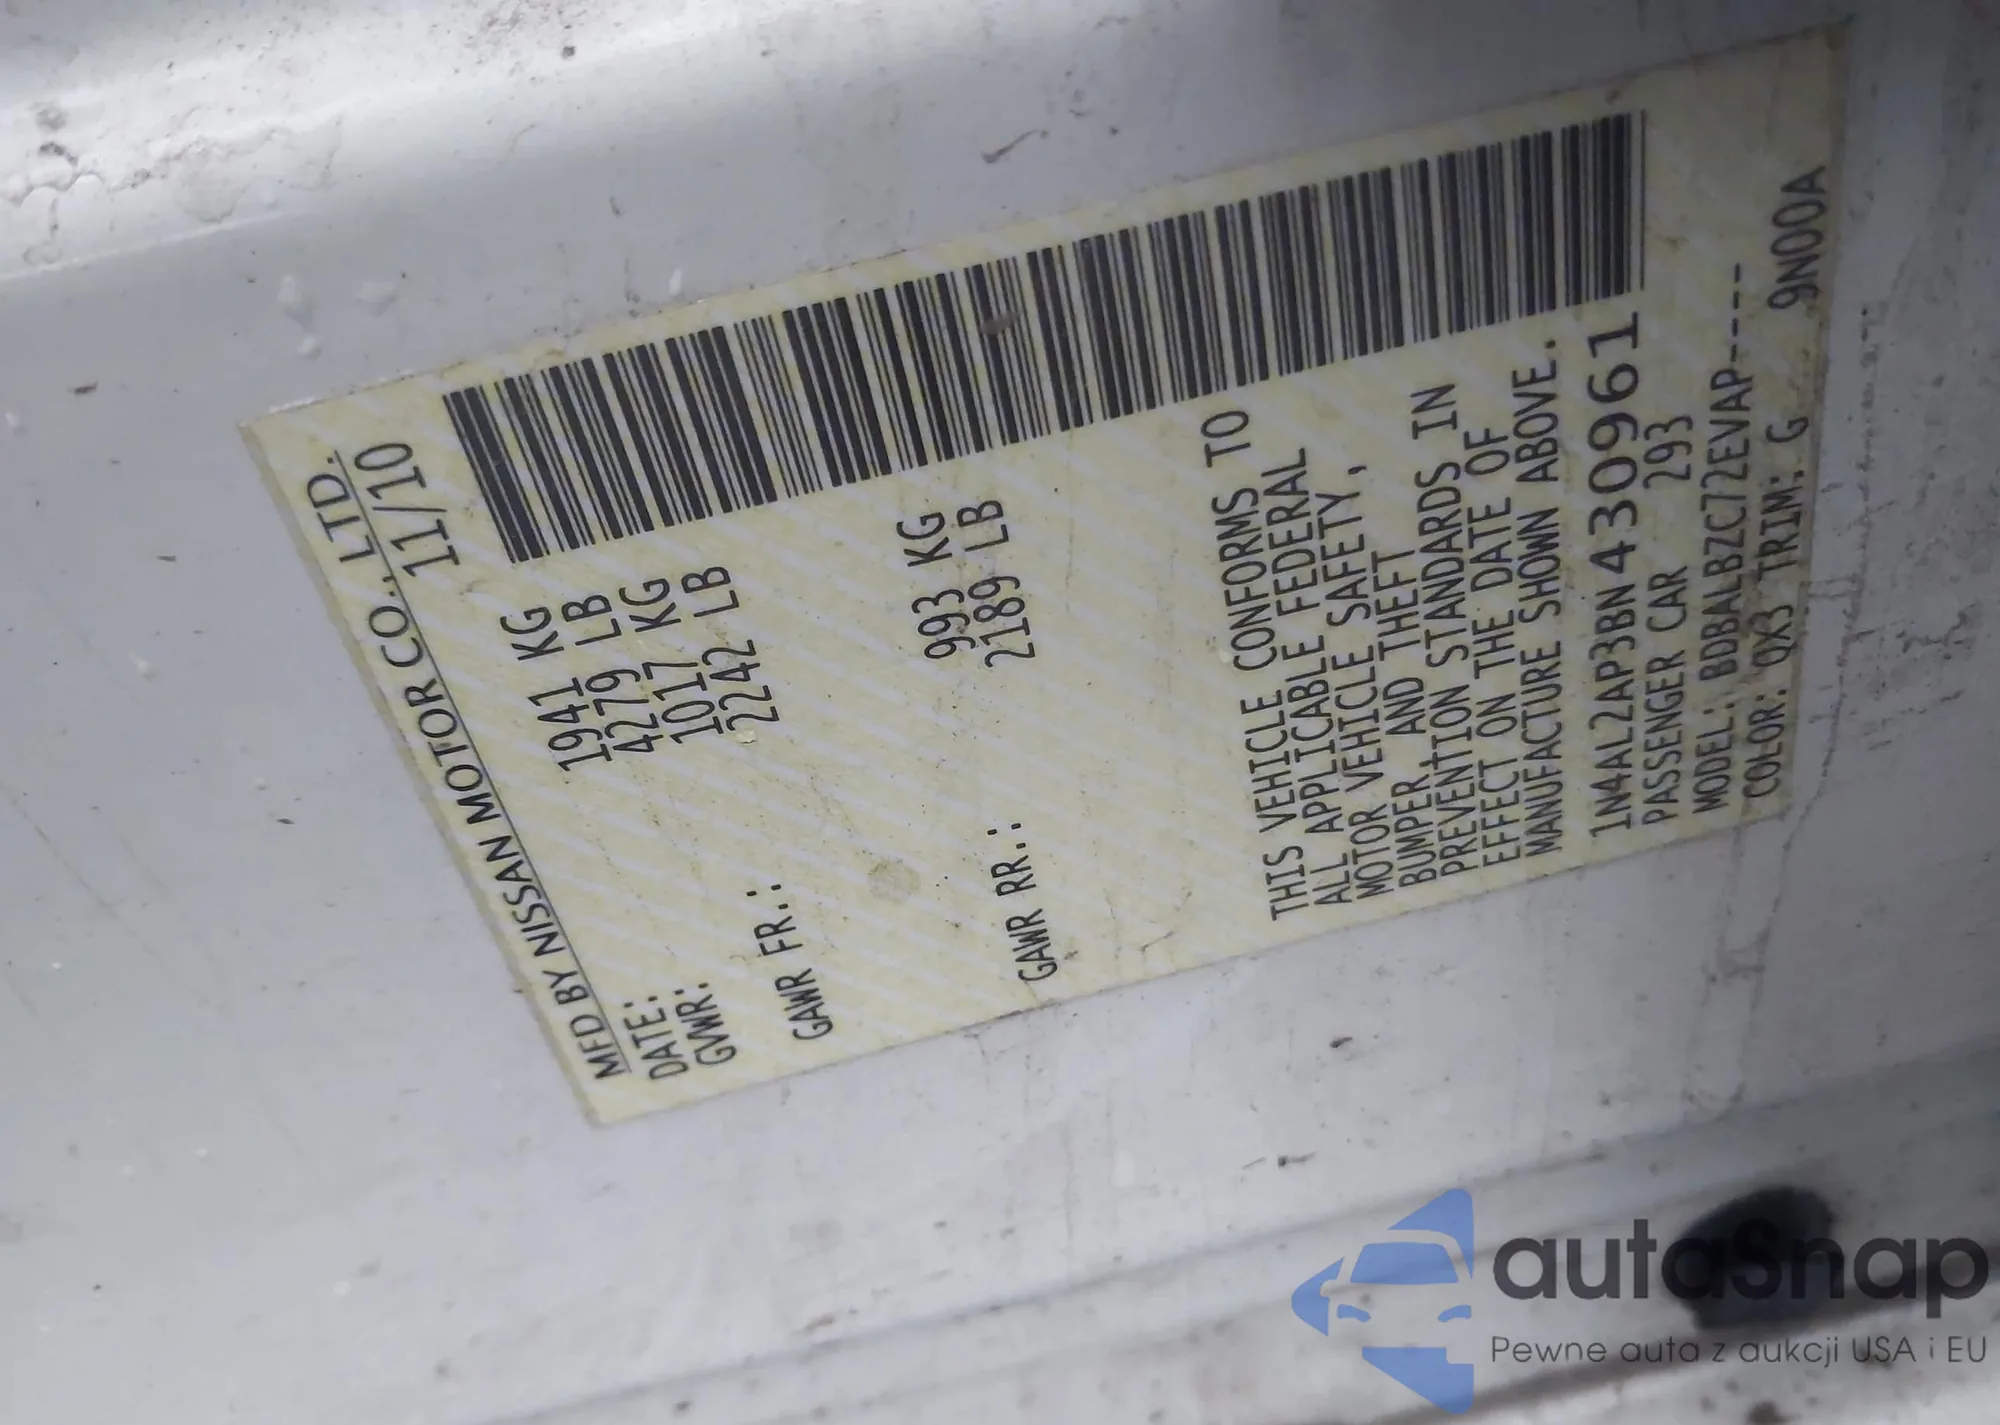 MFD BY NISSAN MOTOR CO., LTD.
DATE: 11/10
GVWR: 1941 KG
4279 LB
GAWR FR.: 1017 KG
2242 LB
GAWR RR.: 993 KG
2189 LB
THIS VEHICLE CONFORMS TO
ALL APPLICABLE FEDERAL
MOTOR VEHICLE SAFETY,
BUMPER, AND THEFT
PREVENTION STANDARDS IN
EFFECT ON THE DATE OF
MANUFACTURE SHOWN ABOVE.
1N4AL2AP3BN430961
PASSENGER CAR 293
MODEL: BDBALBZC72EVAP----
COLOR: QX3 TRIM: G 9N00A
autaSnap
Pewne auta z aukcji USA i EU